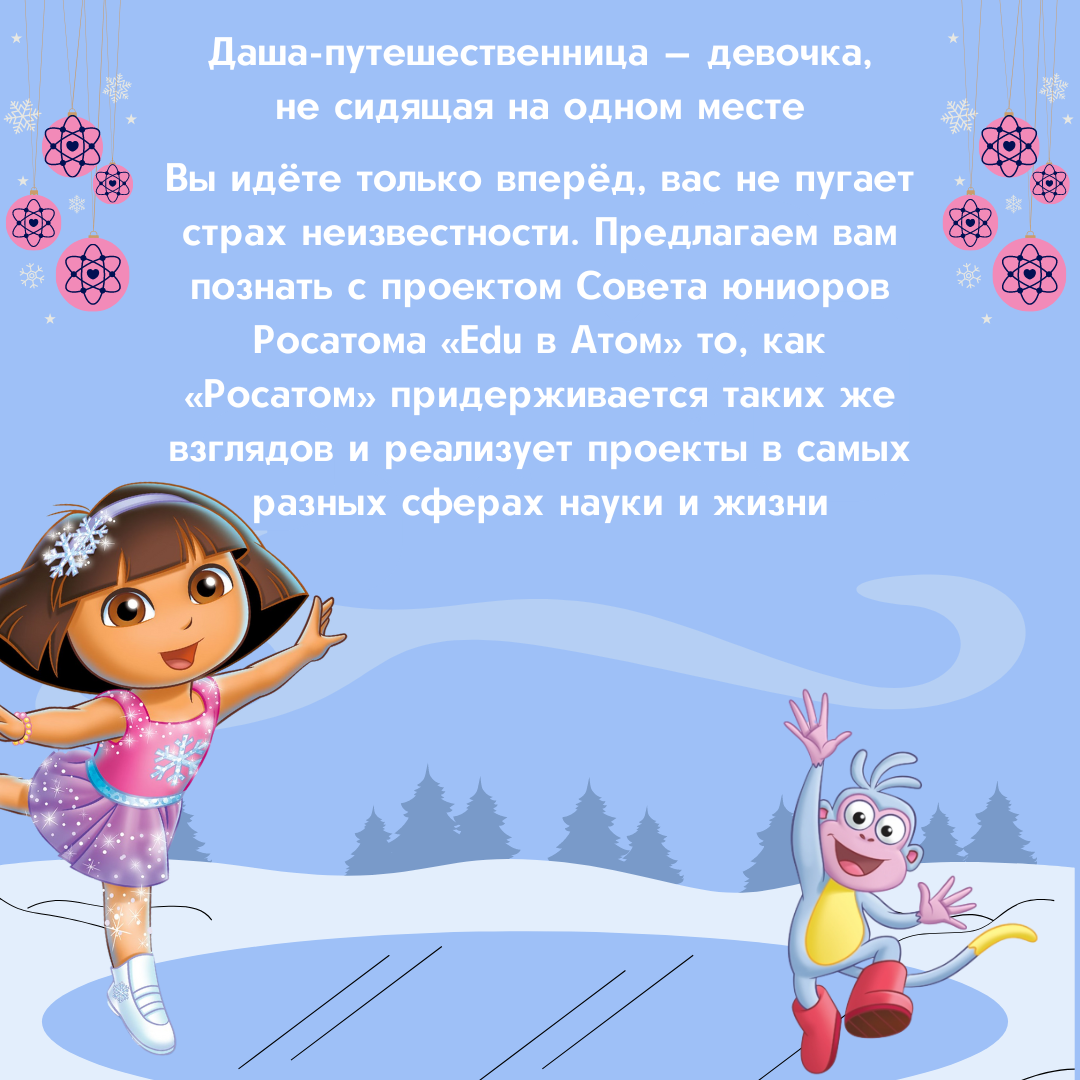 Даша-путешественница – девочка,
не сидящая на одном месте
Вы идёте только вперёд, вас не пугает
страх неизвестности. Предлагаем вам
познать с проектом Совета юниоров
Росатома «Edu в Атом» то, как
«Росатом» придерживается таких же
взглядов и реализует проекты в самых
разных сферах науки и жизни